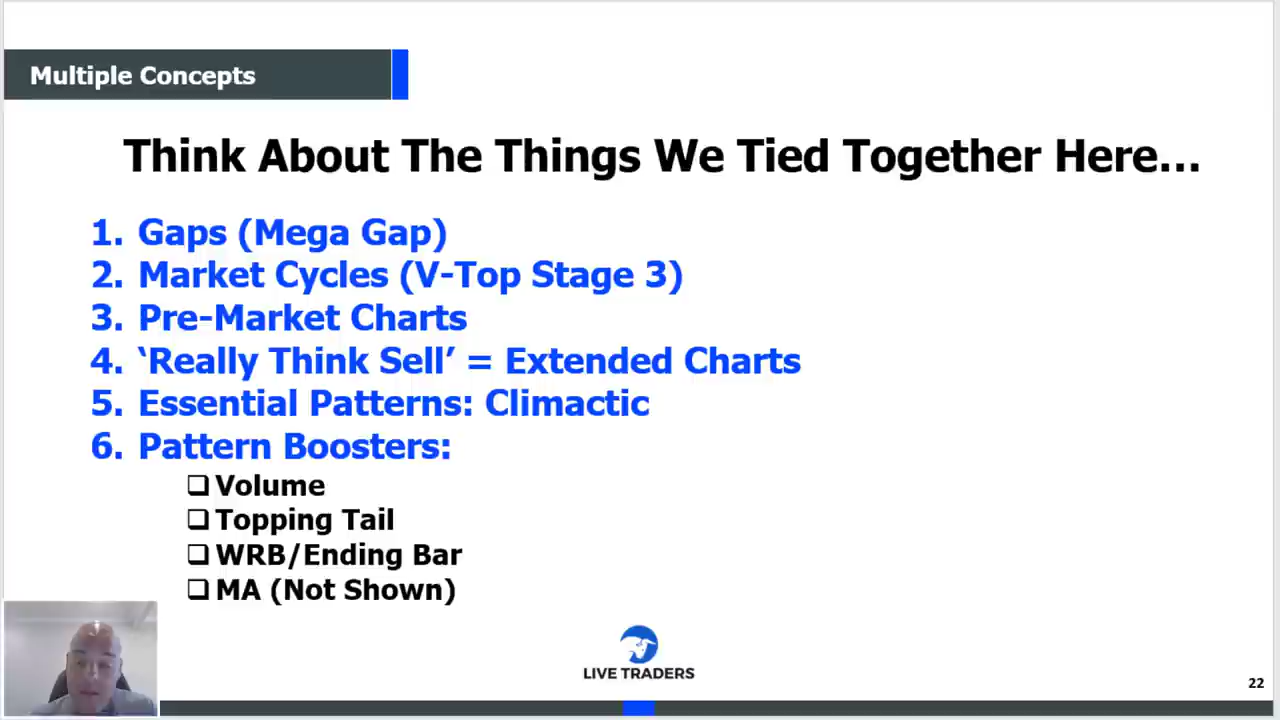 Multiple Concepts
Think About The Things We Tied Together Here...
1. Gaps (Mega Gap)
2. Market Cycles (V-Top Stage 3)
3. Pre-Market Charts
4. ‘Really Think Sell’ = Extended Charts
5. Essential Patterns: Climactic
6. Pattern Boosters:
❑ Volume
❑ Topping Tail
❑ WRB/Ending Bar
❑ MA (Not Shown)
LIVE TRADERS
22